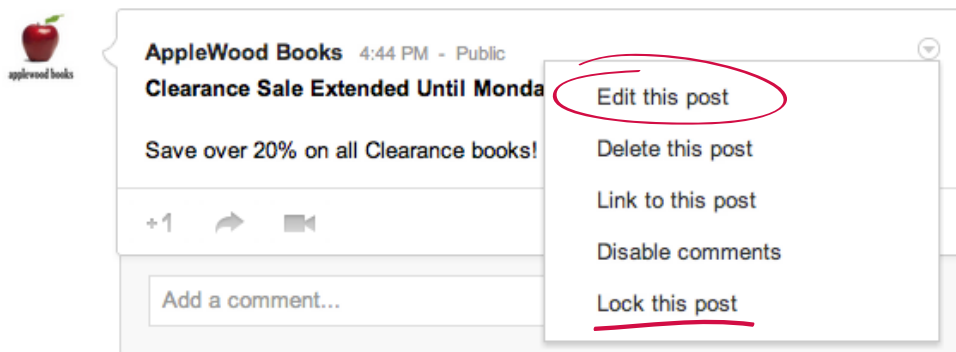 applewood books
AppleWood Books 4:44 PM - Public
Clearance Sale Extended Until Monda
Save over 20% on all Clearance books!
+1
Add a comment...
Edit this post
Delete this post
Link to this post
Disable comments
Lock this post